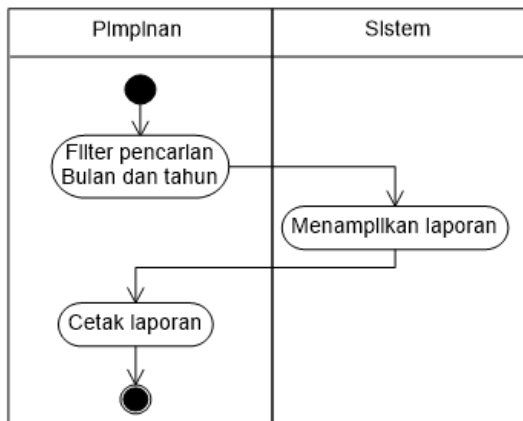 Pimpinan
Sistem
Filter pencarian
Bulan dan tahun
Menampilkan laporan
Cetak laporan